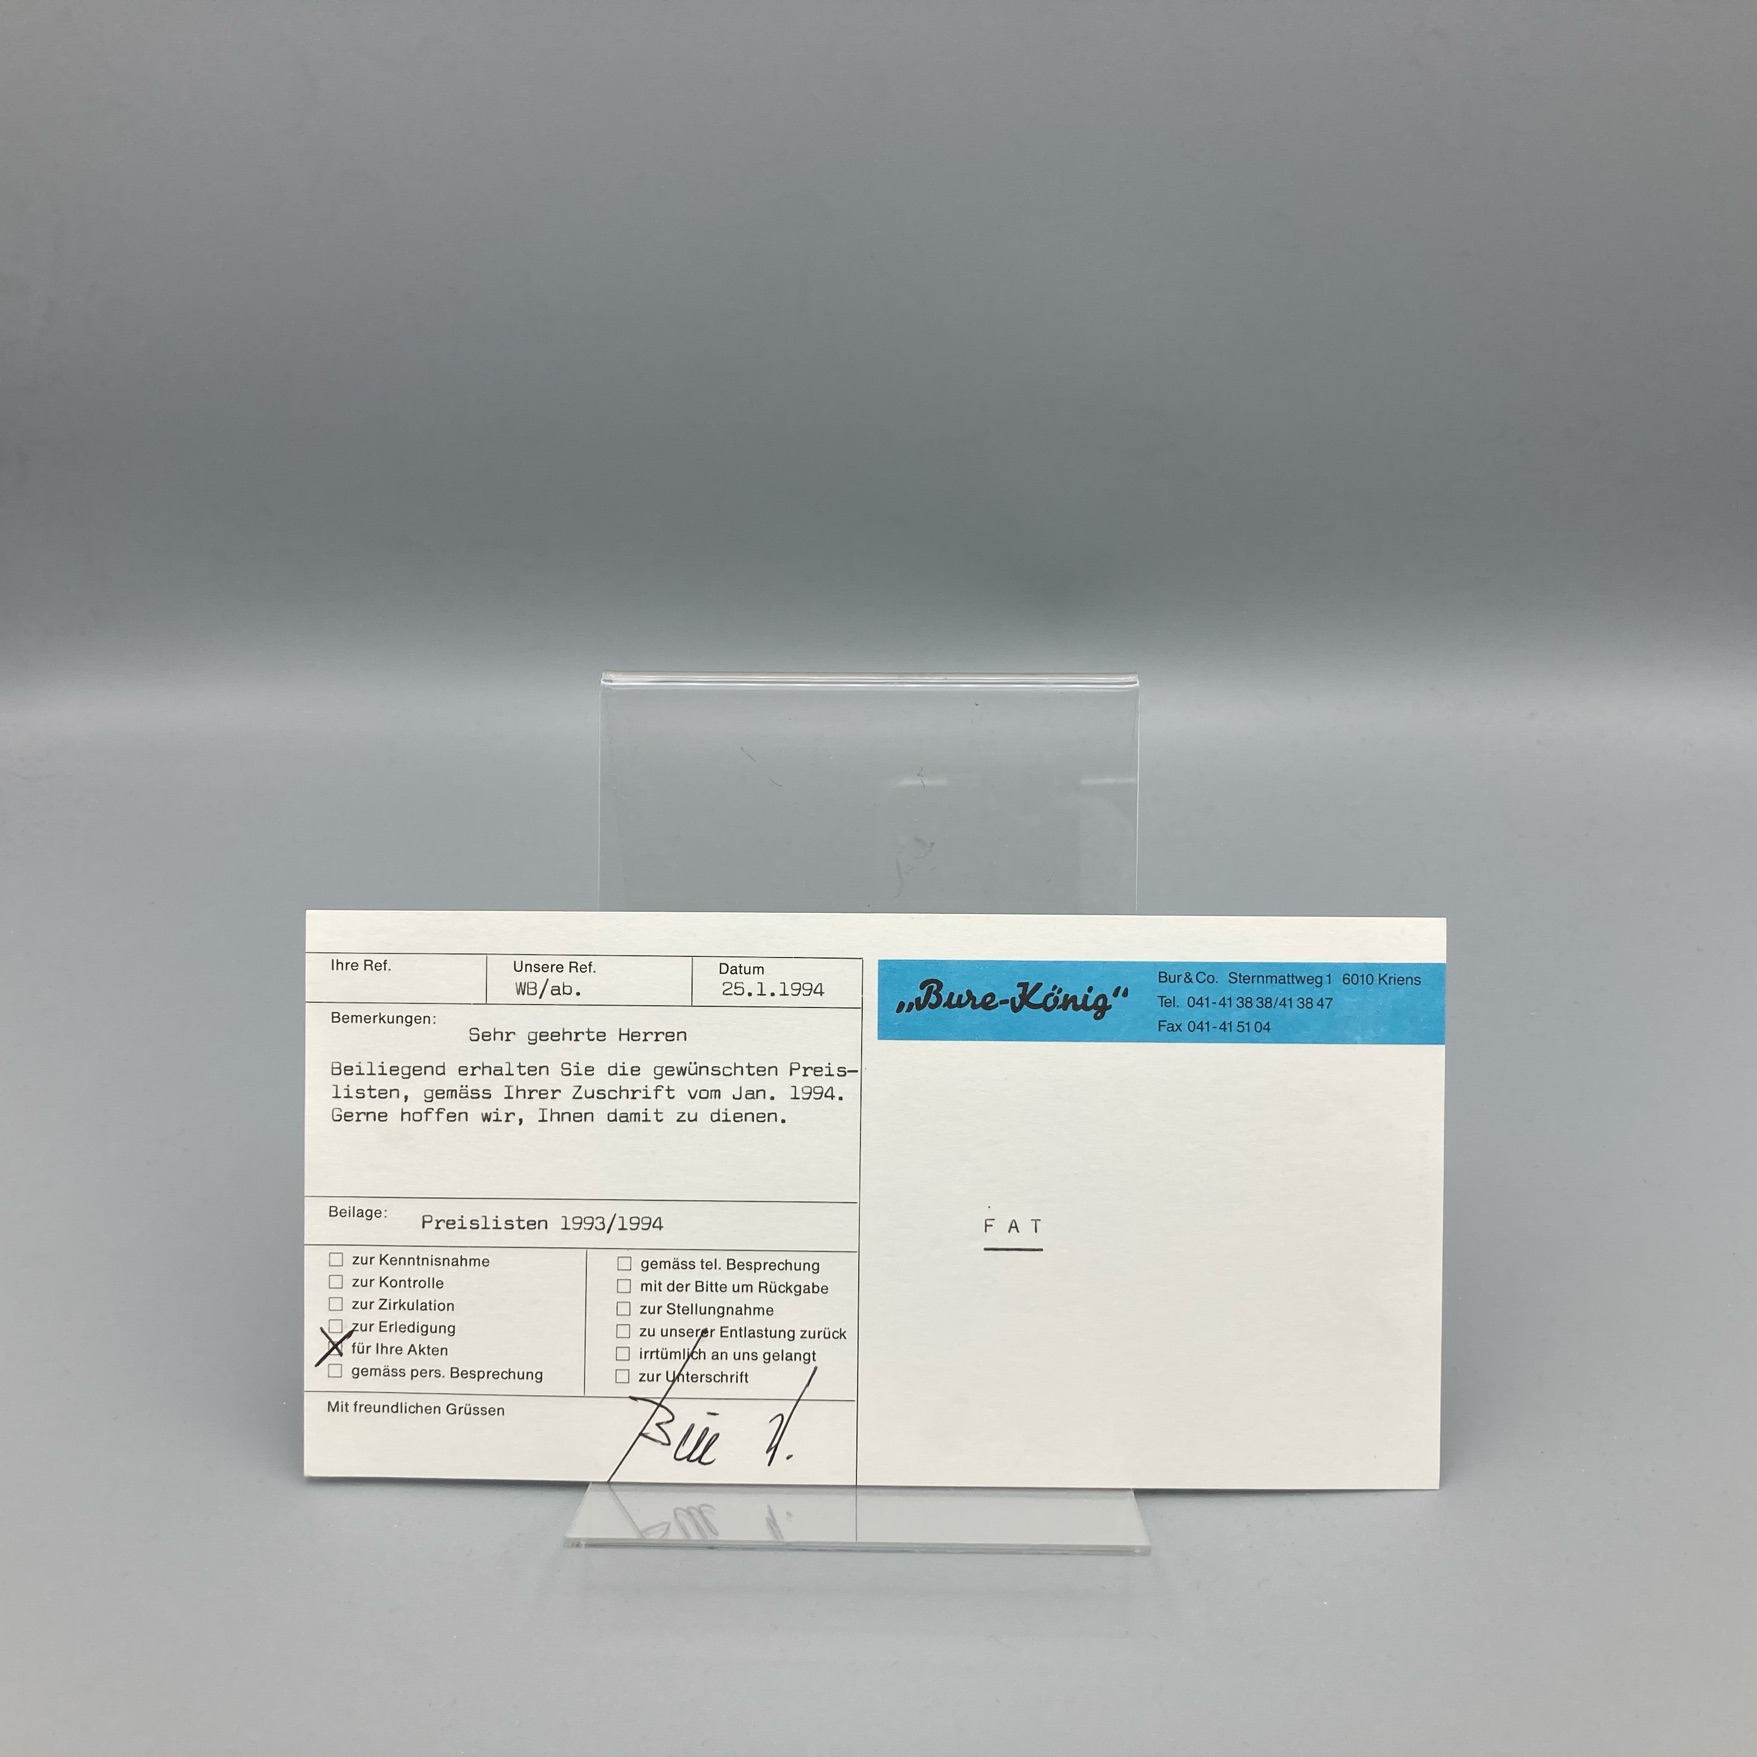 Ihre Ref.
Unsere Ref.
WB/ab.
Datum
25.1.1994
Bemerkungen:
Sehr geehrte Herren
Beiliegend erhalten Sie die gewünschten Preis-
listen, gemäss Ihrer Zuschrift vom Jan. 1994.
Gerne hoffen wir, Ihnen damit zu dienen.
Beilage:
Preislisten 1993/1994
zur Kenntnisnahme
zur Kontrolle
zur Zirkulation
zur Erledigung
für Ihre Akten
gemäss pers. Besprechung
gemäss tel. Besprechung
mit der Bitte um Rückgabe
zur Stellungnahme
zu unserer Entlastung zurück
irrtümlich an uns gelangt
zur Unterschrift
Mit freundlichen Grüssen
„Bure-König“
Bur & Co. Sternmattweg 1 6010 Kriens
Tel. 041-41 38 38/41 38 47
Fax 041-41 51 04
F A T